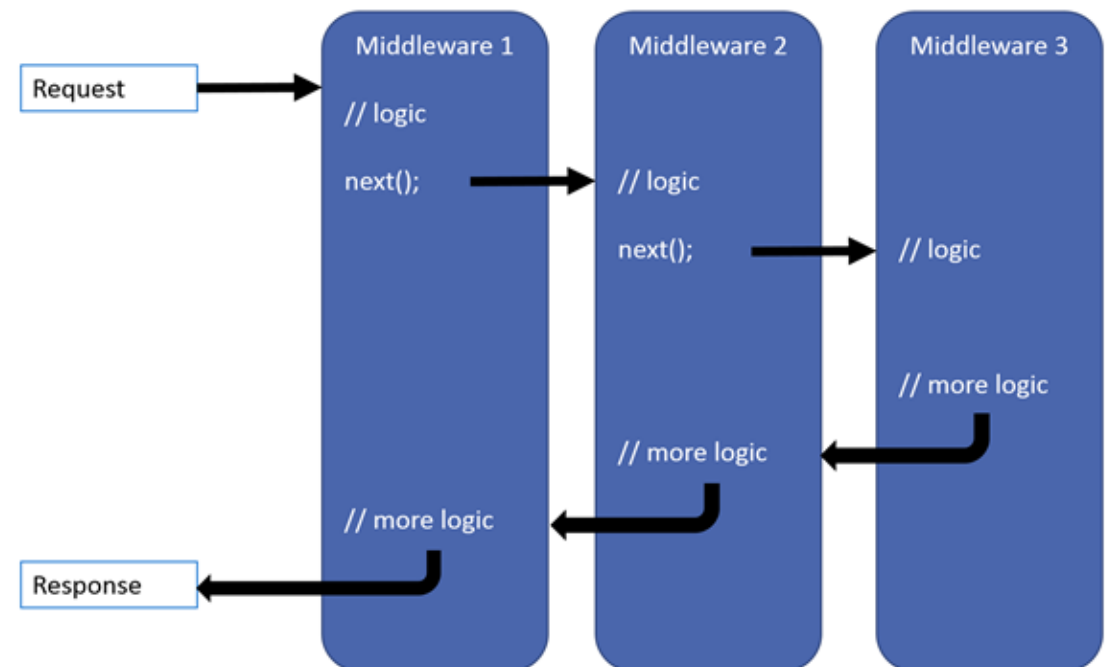 Middleware 1
Middleware 2
Middleware 3
Request
// logic
next();
// logic
next();
// logic
// more logic
// more logic
// more logic
Response